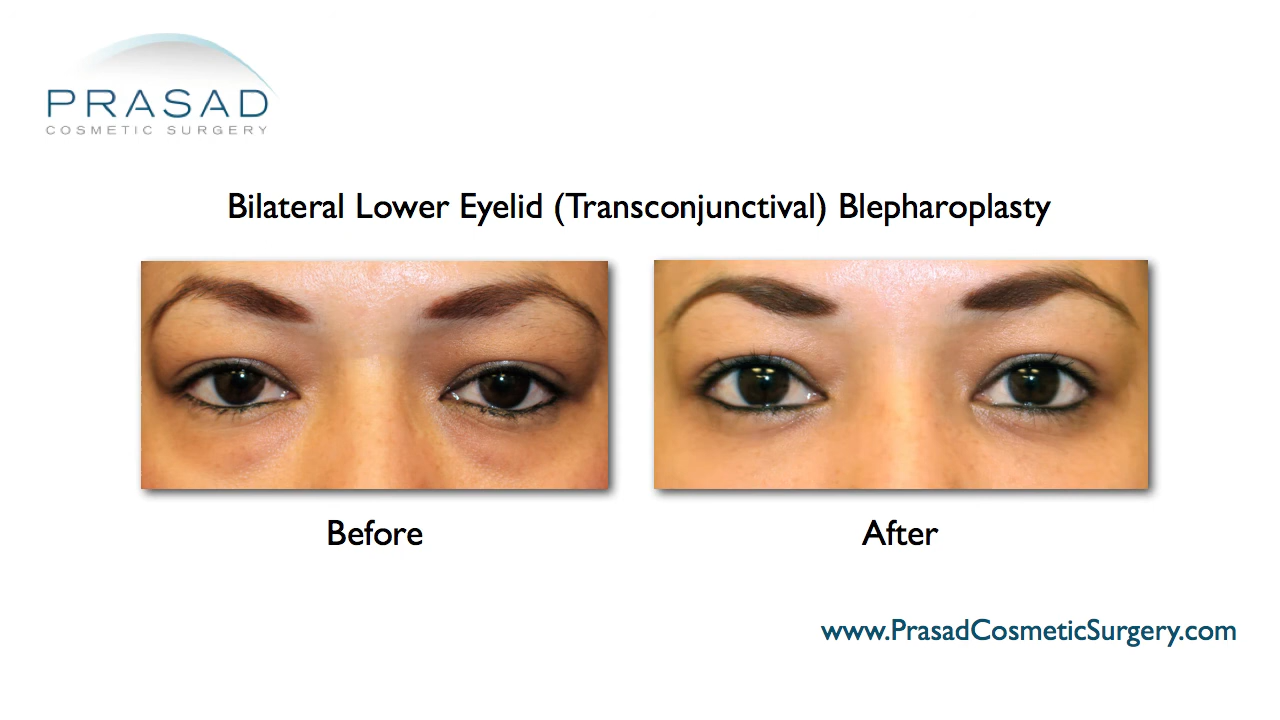 PRASAD
COSMETIC SURGERY
Bilateral Lower Eyelid (Transconjunctival) Blepharoplasty
Before
After
www.PrasadCosmeticSurgery.com